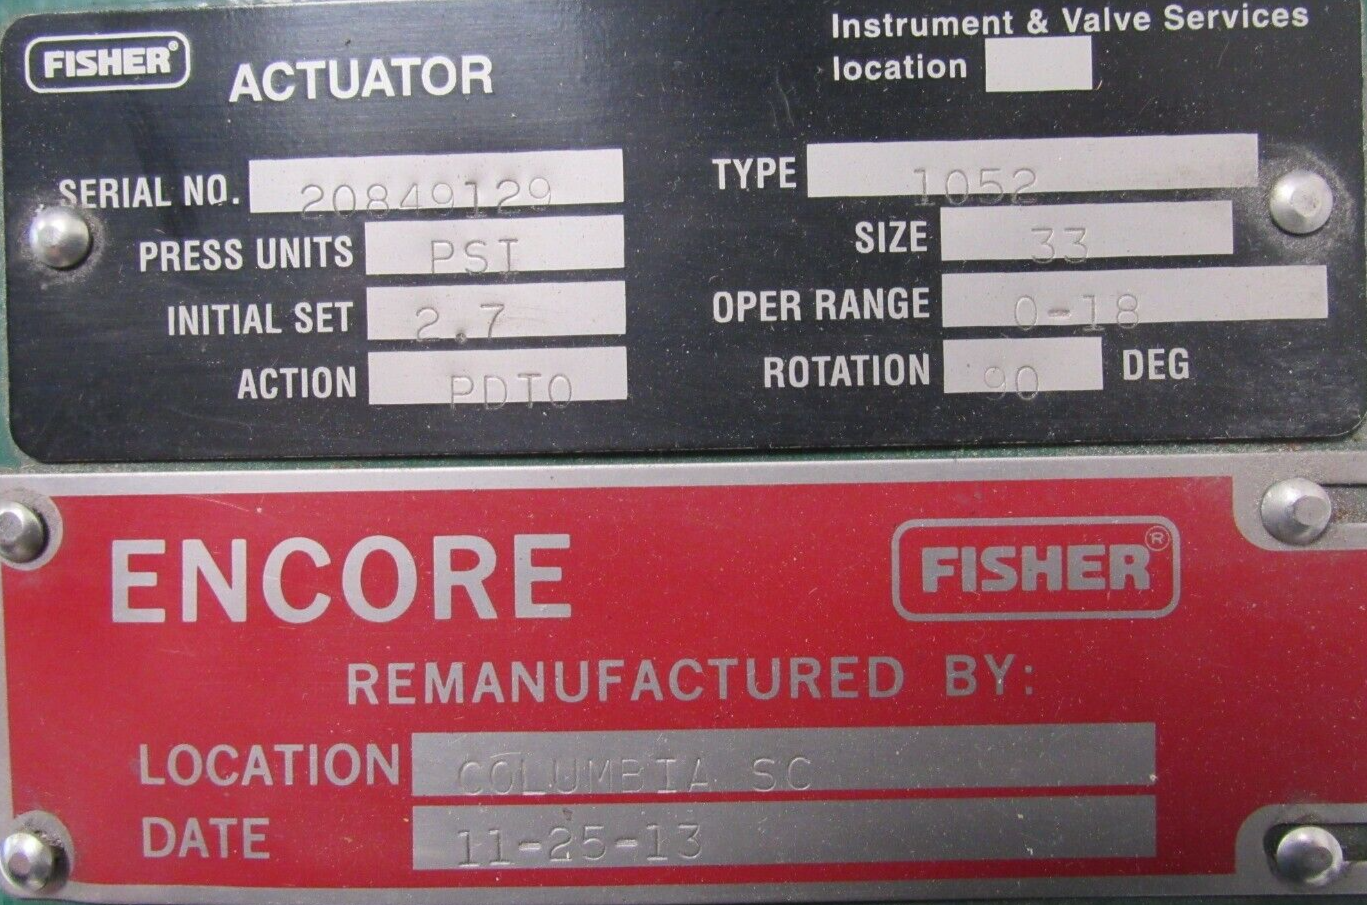 FISHER®
ACTUATOR
Instrument & Valve Services
location
SERIAL NO. 20849129
TYPE 1052
PRESS UNITS PSI
SIZE 33
INITIAL SET 2.7
OPER RANGE 0-18
ACTION PDTO
ROTATION 90 DEG
ENCORE
FISHER®
REMANUFACTURED BY:
LOCATION COLUMBIA SC
DATE 11-25-13